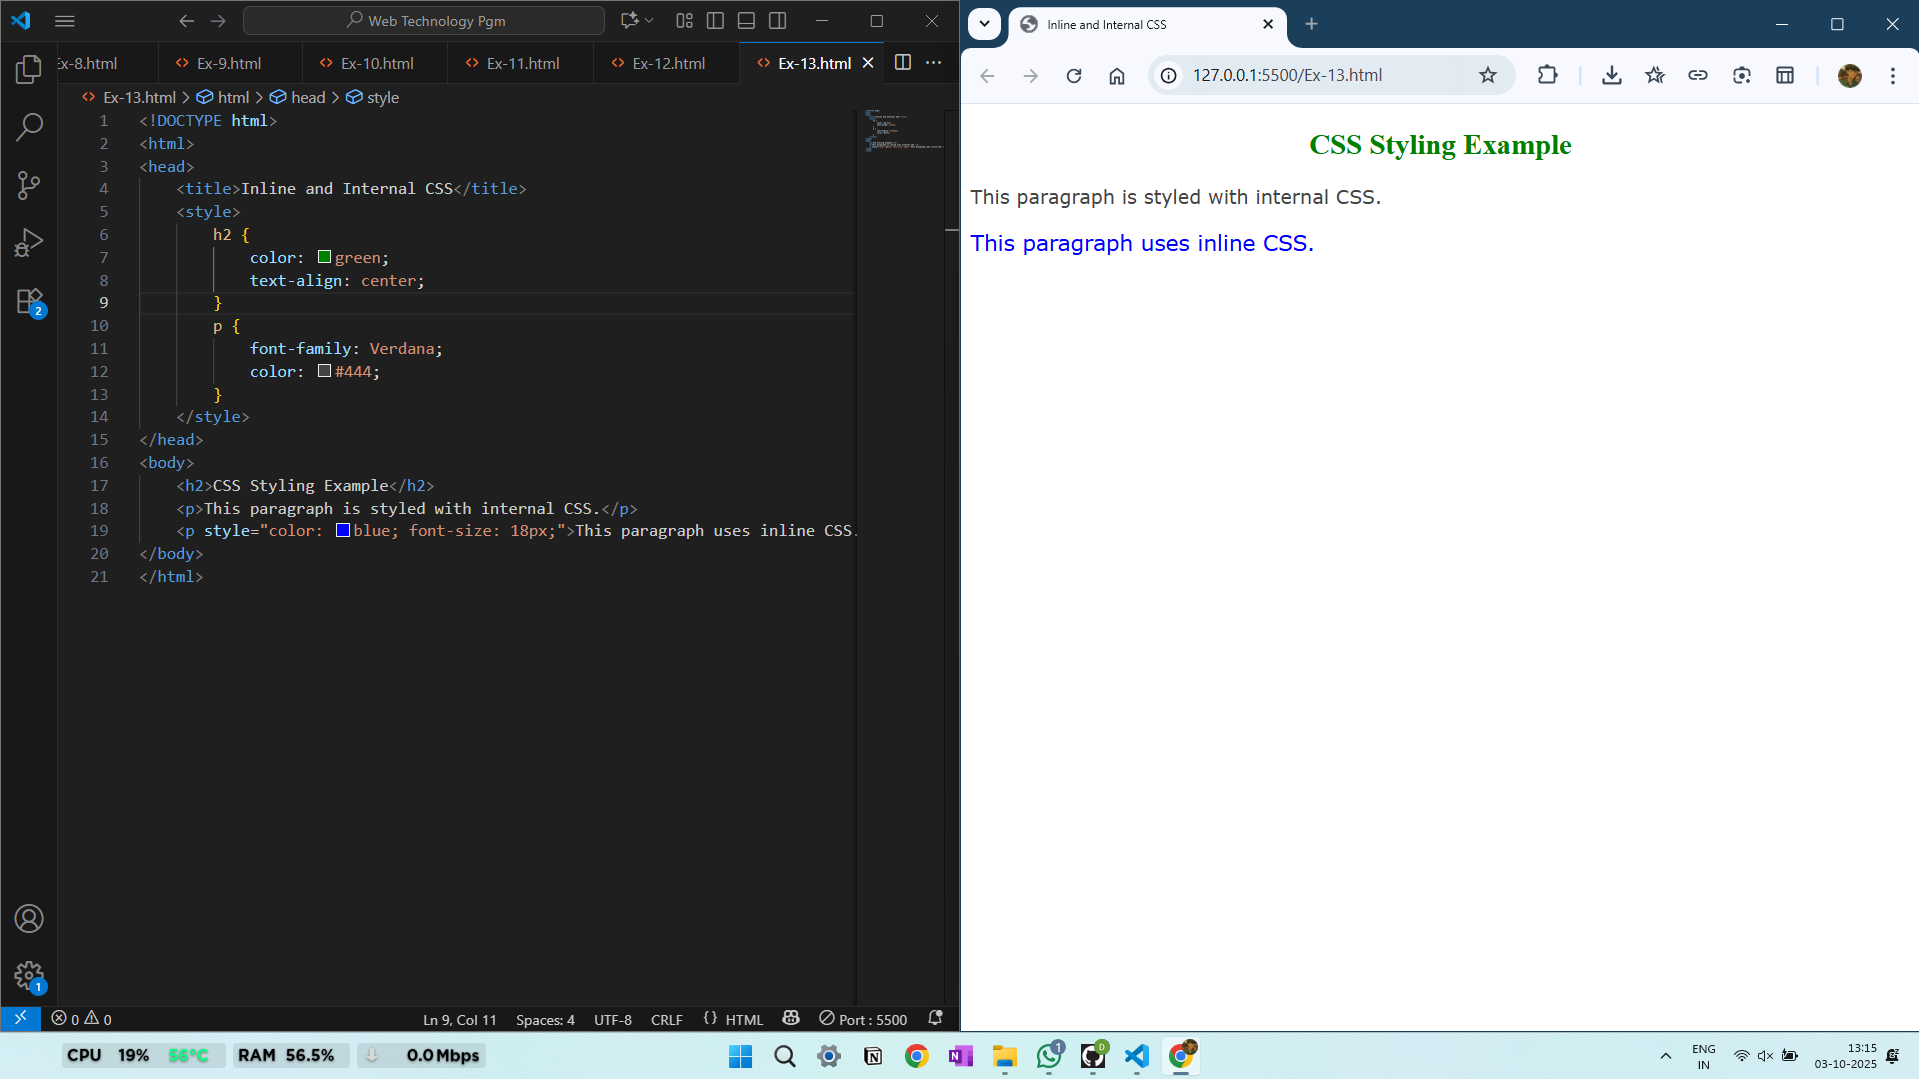 Web Technology Pgm
Ex-8.html
Ex-9.html
Ex-10.html
Ex-11.html
Ex-12.html
Ex-13.html
Ex-13.html > html > head > style
1 <!DOCTYPE html>
2 <html>
3 <head>
4 <title>Inline and Internal CSS</title>
5 <style>
6 h2 {
7 color: green;
8 text-align: center;
9 }
10 p {
11 font-family: Verdana;
12 color: #444;
13 }
14 </style>
15 </head>
16 <body>
17 <h2>CSS Styling Example</h2>
18 <p>This paragraph is styled with internal CSS.</p>
19 <p style="color: blue; font-size: 18px;">This paragraph uses inline CSS.
20 </body>
21 </html>
2
1
0 0
Ln 9, Col 11 Spaces: 4 UTF-8 CRLF {} HTML Port : 5500
Inline and Internal CSS
127.0.0.1:5500/Ex-13.html
CSS Styling Example
This paragraph is styled with internal CSS.
This paragraph uses inline CSS.
CPU 19% 56°C RAM 56.5% 0.0 Mbps
1
D
ENG
IN
13:15
03-10-2025